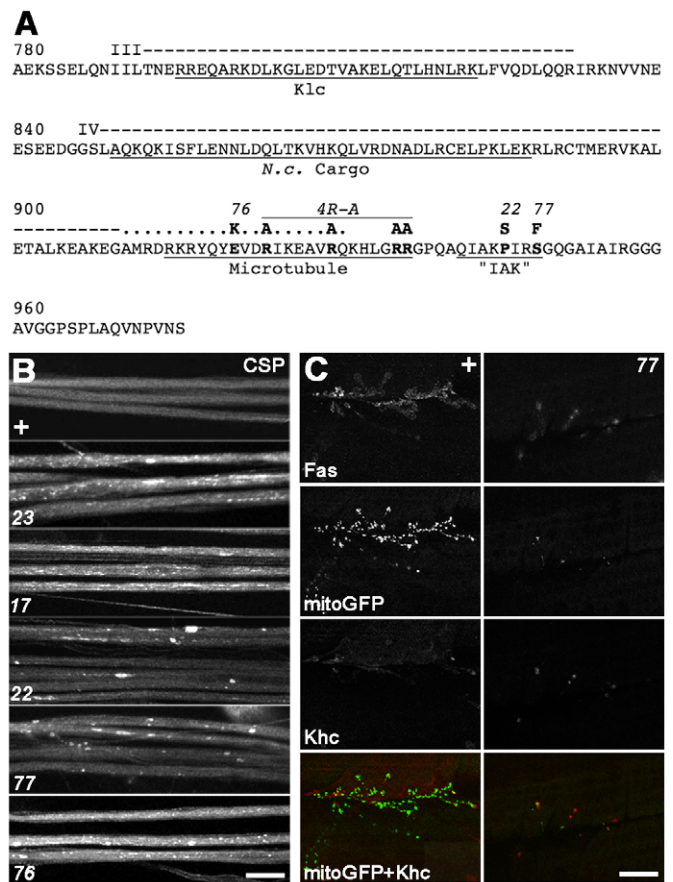 A
780 III-----------------------------------------
AEKSSELQNIILTNERREQARKDLKGLEDTVAKELQTLHNLRKLFVQDLQQRIRKNVVNE
Klc
840 IV-----------------------------------------------------
ESEEDGGSLAQKQKISFLENNLDQLTKVHKQLVRDNADLRCELPKLEKRLRCTMERVKAL
N.c. Cargo
900 76 4R-A 22 77
----------...........K..A.....A.....AA S F
ETALKEAKEGAMRDRKRYQYEVDRIKEAVRQKHLGRRGPQAQIAKPIRSGQGAIAIRGGG
Microtubule "IAK"
960
AVGGPSPLAQVNPVNS
B CSP
+
23
17
22
77
76
C + 77
Fas
mitoGFP
Khc
mitoGFP+Khc